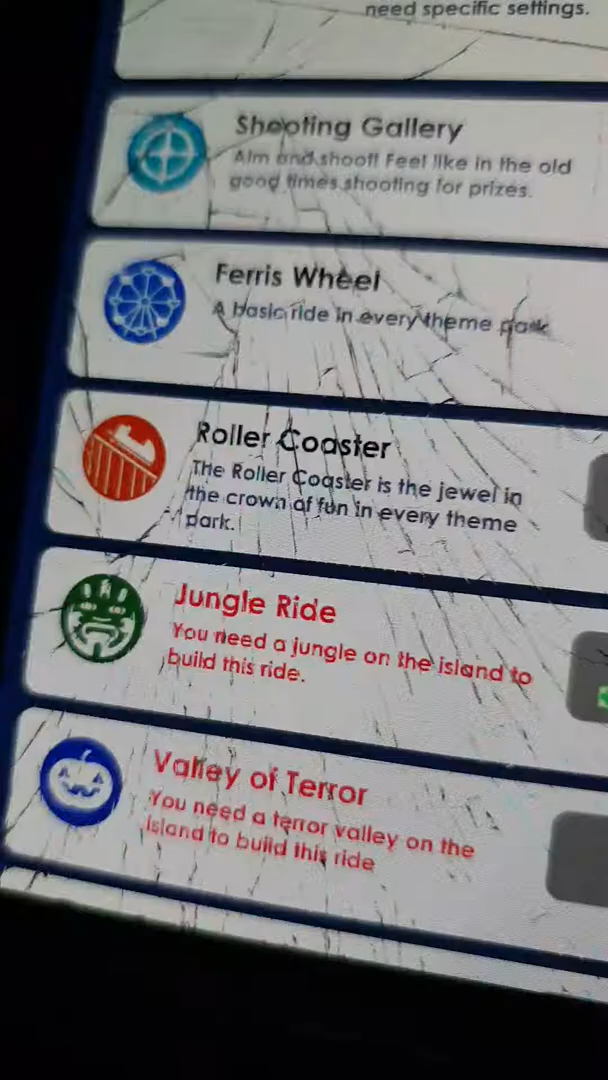 need specific settings.
Shooting Gallery
Aim and shoot! Feel like in the old
good times shooting for prizes.
Ferris Wheel
A basic ride in every theme park
Roller Coaster
The Roller Coaster is the jewel in
the crown of fun in every theme
park.
Jungle Ride
You need a jungle on the island to
build this ride.
Valley of Terror
You need a terror valley on the
island to build this ride